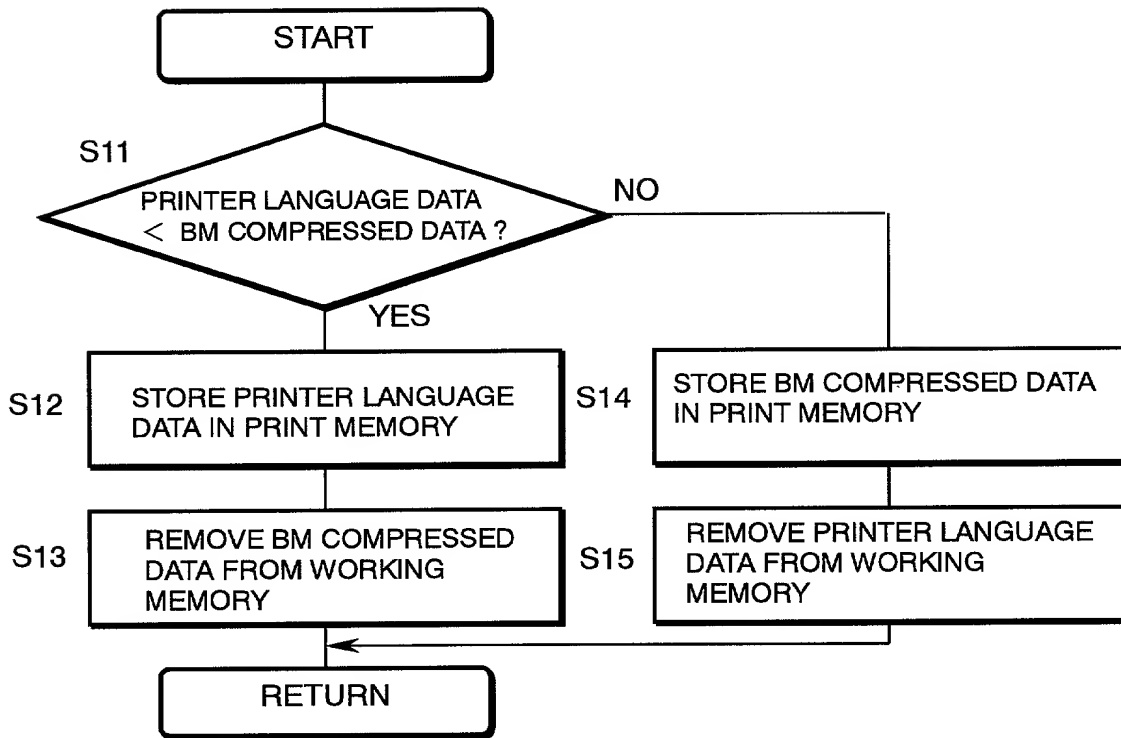 START
S11
PRINTER LANGUAGE DATA
< BM COMPRESSED DATA ?
NO
YES
S12
STORE PRINTER LANGUAGE
DATA IN PRINT MEMORY
S14
STORE BM COMPRESSED DATA
IN PRINT MEMORY
S13
REMOVE BM COMPRESSED
DATA FROM WORKING
MEMORY
S15
REMOVE PRINTER LANGUAGE
DATA FROM WORKING
MEMORY
RETURN